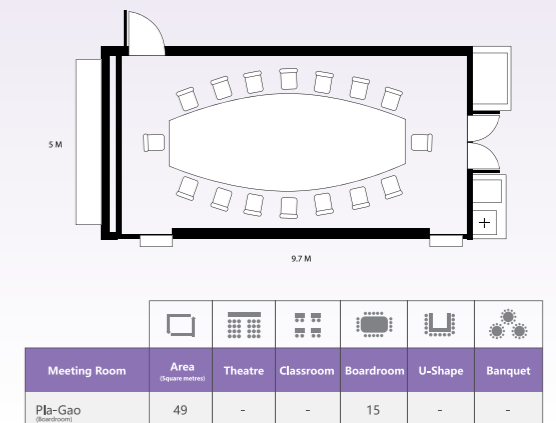 5 M
9.7 M
Meeting Room Area Theatre Classroom Boardroom U-Shape Banquet
(Square metres)
Pla-Gao 49 - - 15 - -
(Boardroom)